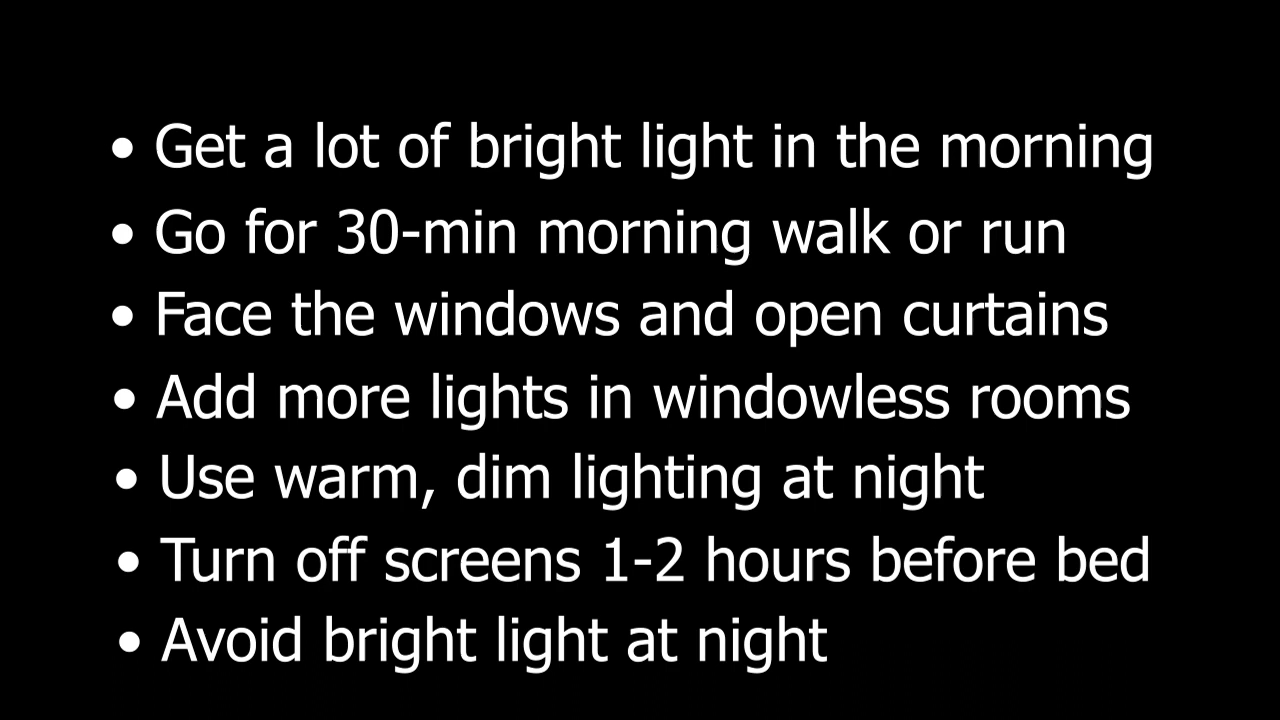 • Get a lot of bright light in the morning
• Go for 30-min morning walk or run
• Face the windows and open curtains
• Add more lights in windowless rooms
• Use warm, dim lighting at night
• Turn off screens 1-2 hours before bed
• Avoid bright light at night